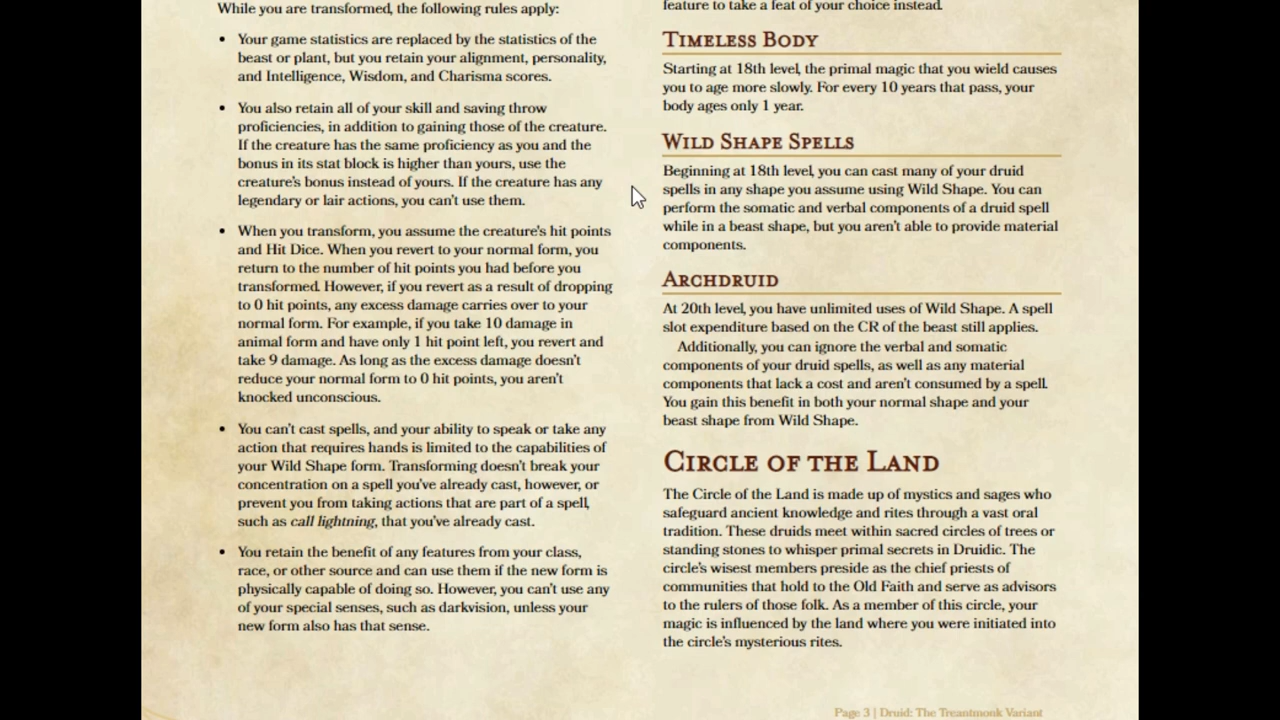 While you are transformed, the following rules apply:
• Your game statistics are replaced by the statistics of the
beast or plant, but you retain your alignment, personality,
and Intelligence, Wisdom, and Charisma scores.
• You also retain all of your skill and saving throw
proficiencies, in addition to gaining those of the creature.
If the creature has the same proficiency as you and the
bonus in its stat block is higher than yours, use the
creature's bonus instead of yours. If the creature has any
legendary or lair actions, you can't use them.
• When you transform, you assume the creature's hit points
and Hit Dice. When you revert to your normal form, you
return to the number of hit points you had before you
transformed. However, if you revert as a result of dropping
to 0 hit points, any excess damage carries over to your
normal form. For example, if you take 10 damage in
animal form and have only 1 hit point left, you revert and
take 9 damage. As long as the excess damage doesn't
reduce your normal form to 0 hit points, you aren't
knocked unconscious.
• You can't cast spells, and your ability to speak or take any
action that requires hands is limited to the capabilities of
your Wild Shape form. Transforming doesn't break your
concentration on a spell you've already cast, however, or
prevent you from taking actions that are part of a spell,
such as call lightning, that you've already cast.
• You retain the benefit of any features from your class,
race, or other source and can use them if the new form is
physically capable of doing so. However, you can't use any
of your special senses, such as darkvision, unless your
new form also has that sense.
feature to take a feat of your choice instead.
Timeless Body
Starting at 18th level, the primal magic that you wield causes
you to age more slowly. For every 10 years that pass, your
body ages only 1 year.
Wild Shape Spells
Beginning at 18th level, you can cast many of your druid
spells in any shape you assume using Wild Shape. You can
perform the somatic and verbal components of a druid spell
while in a beast shape, but you aren't able to provide material
components.
Archdruid
At 20th level, you have unlimited uses of Wild Shape. A spell
slot expenditure based on the CR of the beast still applies.
Additionally, you can ignore the verbal and somatic
components of your druid spells, as well as any material
components that lack a cost and aren't consumed by a spell.
You gain this benefit in both your normal shape and your
beast shape from Wild Shape.
Circle of the Land
The Circle of the Land is made up of mystics and sages who
safeguard ancient knowledge and rites through a vast oral
tradition. These druids meet within sacred circles of trees or
standing stones to whisper primal secrets in Druidic. The
circle's wisest members preside as the chief priests of
communities that hold to the Old Faith and serve as advisors
to the rulers of those folk. As a member of this circle, your
magic is influenced by the land where you were initiated into
the circle's mysterious rites.
Page 3 | Druid: The Treantmonk Variant